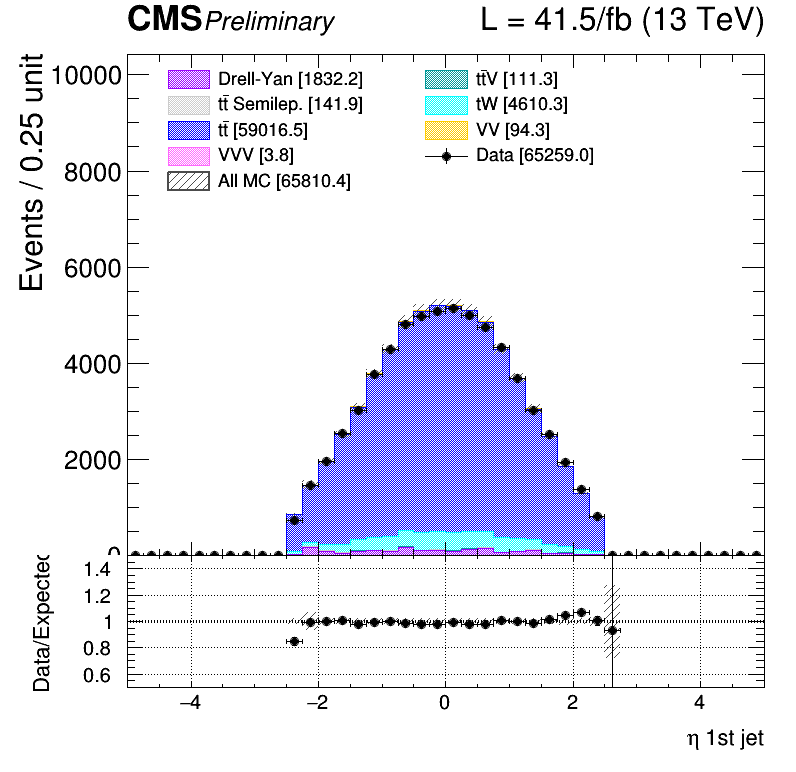 CMS Preliminary L = 41.5/fb (13 TeV)
Drell-Yan [1832.2]
tt̄ Semilep. [141.9]
tt̄ [59016.5]
VVV [3.8]
All MC [65810.4]
tt̄V [111.3]
tW [4610.3]
VV [94.3]
Data [65259.0]
Events / 0.25 unit
10000
8000
6000
4000
2000
0
Data/Expected
1.4
1.2
1
0.8
0.6
−4 −2 0 2 4
η 1st jet